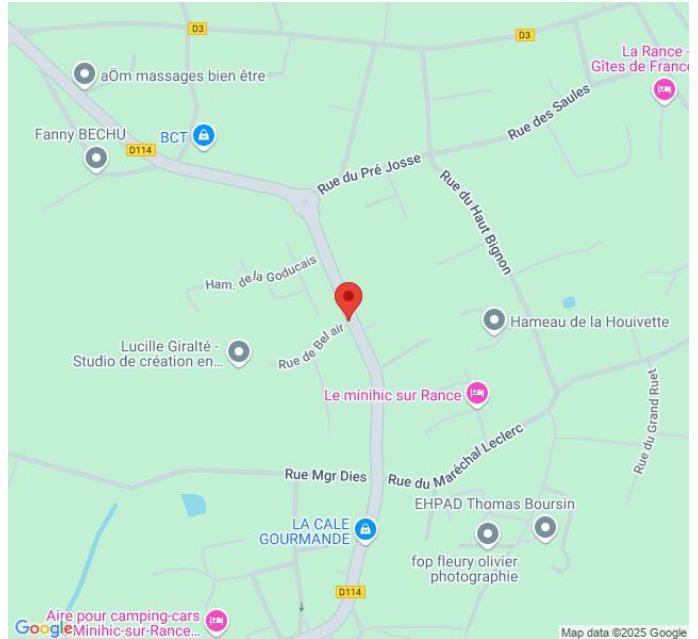 D3
D3
La Rance -
Gîtes de France
aÖm massages bien être
Fanny BECHU
BCT
D114
Rue des Saules
Rue du Pré Josse
Rue du Haut Bignon
Ham. de la Goducais
Hameau de la Houivette
Rue de Bel air
Lucille Giralté -
Studio de création en...
Le minihic sur Rance
Rue du Grand Ruet
Rue du Maréchal Leclerc
Rue Mgr Dies
EHPAD Thomas Boursin
LA CALE
GOURMANDE
fop fleury olivier
photographie
D114
Aire pour camping-cars
Minihic-sur-Rance...
Google
Map data ©2025 Google